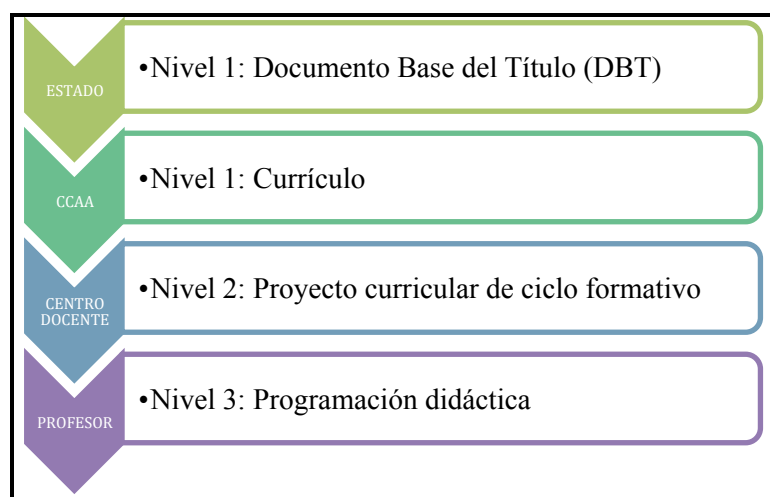 ESTADO
•Nivel 1: Documento Base del Título (DBT)
CCAA
•Nivel 1: Currículo
CENTRO
DOCENTE
•Nivel 2: Proyecto curricular de ciclo formativo
PROFESOR
•Nivel 3: Programación didáctica